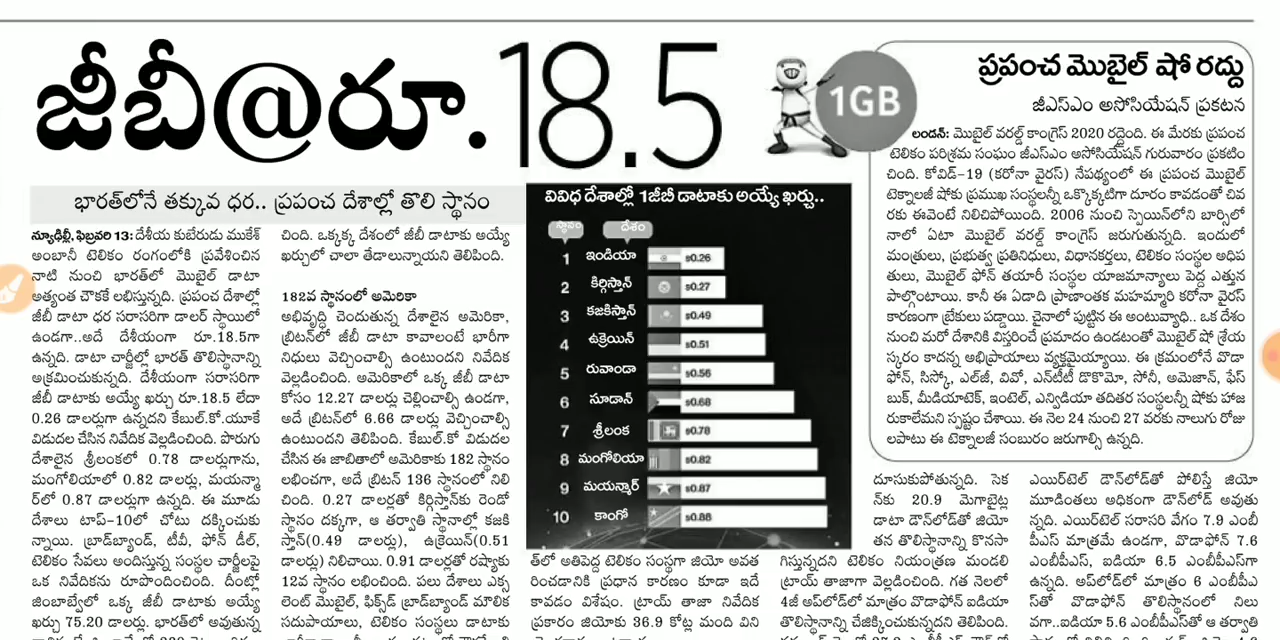 జీబీ@రూ.18.5
1GB
భారత్‌లోనే తక్కువ ధర.. ప్రపంచ దేశాల్లో తొలి స్థానం
న్యూఢిల్లీ, ఫిబ్రవరి 13: దేశీయ కుబేరుడు ముకేశ్
అంబానీ టెలికం రంగంలోకి ప్రవేశించిన
నాటి నుంచి భారత్‌లో మొబైల్ డాటా
అత్యంత చౌకకే లభిస్తున్నది. ప్రపంచ దేశాల్లో
జీబీ డాటా ధర సరాసరిగా డాలర్ స్థాయిలో
ఉండగా..అదే దేశీయంగా రూ.18.5గా
ఉన్నది. డాటా చార్జీల్లో భారత్ తొలిస్థానాన్ని
అక్రమించుకున్నది. దేశీయంగా సరాసరిగా
జీబీ డాటాకు అయ్యే ఖర్చు రూ.18.5 లేదా
0.26 డాలర్లుగా ఉన్నదని కేబుల్.కో.యూకే
విడుదల చేసిన నివేదిక వెల్లడించింది. పొరుగు
దేశాలైన శ్రీలంకలో 0.78 డాలర్లుగాను,
మంగోలియాలో 0.82 డాలర్లు, మయన్మా
ర్‌లో 0.87 డాలర్లుగా ఉన్నది. ఈ మూడు
దేశాలు టాప్-10లో చోటు దక్కించుకు
న్నాయి. బ్రాడ్‌బ్యాండ్, టీవీ, ఫోన్ డీల్,
టెలికం సేవలు అందిస్తున్న సంస్థల చార్జీలపై
ఒక నివేదికను రూపొందించింది. దీంట్లో
జింబాబ్వేలో ఒక్క జీబీ డాటాకు అయ్యే
ఖర్చు 75.20 డాలర్లు. భారత్‌లో అవుతున్న
చింది. ఒక్కక్క దేశంలో జీబీ డాటాకు అయ్యే
ఖర్చులో చాలా తేడాలున్నాయని తెలిపింది.
182వ స్థానంలో అమెరికా
అభివృద్ధి చెందుతున్న దేశాలైన అమెరికా,
బ్రిటన్‌లో జీబీ డాటా కావాలంటే భారీగా
నిధులు వెచ్చించాల్సి ఉంటుందని నివేదిక
వెల్లడించింది. అమెరికాలో ఒక్క జీబీ డాటా
కోసం 12.27 డాలర్లు చెల్లించాల్సి ఉండగా,
అదే బ్రిటన్‌లో 6.66 డాలర్లు వెచ్చించాల్సి
ఉంటుందని తెలిపింది. కేబుల్.కో విడుదల
చేసిన ఈ జాబితాలో అమెరికాకు 182 స్థానం
లభించగా, అదే బ్రిటన్ 136 స్థానంలో నిలి
చింది. 0.27 డాలర్లతో కిర్గిస్తాన్‌కు రెండో
స్థానం దక్కగా, ఆ తర్వాతి స్థానాల్లో కజకి
స్తాన్(0.49 డాలర్లు), ఉక్రెయిన్(0.51
డాలర్లు) నిలిచాయి. 0.91 డాలర్లతో రష్యాకు
12వ స్థానం లభించింది. పలు దేశాలు ఎక్స
లెంట్ మొబైల్, ఫిక్స్‌డ్ బ్రాడ్‌బ్యాండ్ మౌలిక
సదుపాయాలు, టెలికం సంస్థలు డాటాకు
వివిధ దేశాల్లో 1జీబీ డాటాకు అయ్యే ఖర్చు..
స్థానం దేశం
1 ఇండియా $0.26
2 కిర్గిస్తాన్ $0.27
3 కజకిస్తాన్ $0.49
4 ఉక్రెయిన్ $0.51
5 రువాండా $0.56
6 సూడాన్ $0.68
7 శ్రీలంక $0.78
8 మంగోలియా $0.82
9 మయన్మార్ $0.87
10 కాంగో $0.88
త్‌లో అతిపెద్ద టెలికం సంస్థగా జియో అవత
రించడానికి ప్రధాన కారణం కూడా ఇదే
కావడం విశేషం. ట్రాయ్ తాజా నివేదిక
ప్రకారం జియోకు 36.9 కోట్ల మంది విని
ప్రపంచ మొబైల్ షో రద్దు
జీఎస్ఎం అసోసియేషన్ ప్రకటన
లండన్: మొబైల్ వరల్డ్ కాంగ్రెస్ 2020 రద్దైంది. ఈ మేరకు ప్రపంచ
టెలికం పరిశ్రమ సంఘం జీఎస్ఎం అసోసియేషన్ గురువారం ప్రకటిం
చింది. కోవిడ్-19 (కరోనా వైరస్) నేపథ్యంలో ఈ ప్రపంచ మొబైల్
టెక్నాలజీ షోకు ప్రముఖ సంస్థలన్నీ ఒక్కొక్కటిగా దూరం కావడంతో చివ
రకు ఈవెంటే నిలిచిపోయింది. 2006 నుంచి స్పెయిన్‌లోని బార్సిలో
నాలో ఏటా మొబైల్ వరల్డ్ కాంగ్రెస్ జరుగుతున్నది. ఇందులో
మంత్రులు, ప్రభుత్వ ప్రతినిధులు, విధానకర్తలు, టెలికం సంస్థల అధిప
తులు, మొబైల్ ఫోన్ తయారీ సంస్థల యాజమాన్యాలు పెద్ద ఎత్తున
పాల్గొంటాయి. కానీ ఈ ఏడాది ప్రాణాంతక మహమ్మారి కరోనా వైరస్
కారణంగా బ్రేకులు పడ్డాయి. చైనాలో పుట్టిన ఈ అంటువ్యాధి.. ఒక దేశం
నుంచి మరో దేశానికి విస్తరించే ప్రమాదం ఉండటంతో మొబైల్ షో శ్రేయ
స్కరం కాదన్న అభిప్రాయాలు వ్యక్తమైయ్యాయి. ఈ క్రమంలోనే వొడా
ఫోన్, సిస్కో, ఎల్‌జీ, వివో, ఎన్‌టీటీ డొకొమో, సోనీ, అమెజాన్, ఫేస్
బుక్, మీడియాటెక్, ఇంటెల్, ఎన్విడియా తదితర సంస్థలన్నీ షోకు హాజ
రుకాలేమని స్పష్టం చేశాయి. ఈ నెల 24 నుంచి 27 వరకు నాలుగు రోజు
లపాటు ఈ టెక్నాలజీ సంబురం జరుగాల్సి ఉన్నది.
దూసుకుపోతున్నది. సెక
న్‌కు 20.9 మెగాబైట్ల
డాటా డౌన్‌లోడ్‌తో జియో
తన తొలిస్థానాన్ని కొనసా
గిస్తున్నదని టెలికం నియంత్రణ మండలి
ట్రాయ్ తాజాగా వెల్లడించింది. గత నెలలో
4జీ అప్‌లోడ్‌లో మాత్రం వొడాఫోన్ ఐడియా
తొలిస్థానాన్ని చేజిక్కించుకున్నదని తెలిపింది.
ఎయిర్‌టెల్ డౌన్‌లోడ్‌తో పోలిస్తే జియో
మూడింతలు అధికంగా డౌన్‌లోడ్ అవుతు
న్నది. ఎయిర్‌టెల్ సరాసరి వేగం 7.9 ఎంబీ
పీఎస్ మాత్రమే ఉండగా, వొడాఫోన్ 7.6
ఎంబీపీఎస్, ఐడియా 6.5 ఎంబీపీఎస్‌గా
ఉన్నది. అప్‌లోడ్‌లో మాత్రం 6 ఎంబీపీఎ
స్‌తో వొడాఫోన్ తొలిస్థానంలో నిలు
వగా..ఐడియా 5.6 ఎంబీపీఎస్‌తో ఆ తర్వాతి